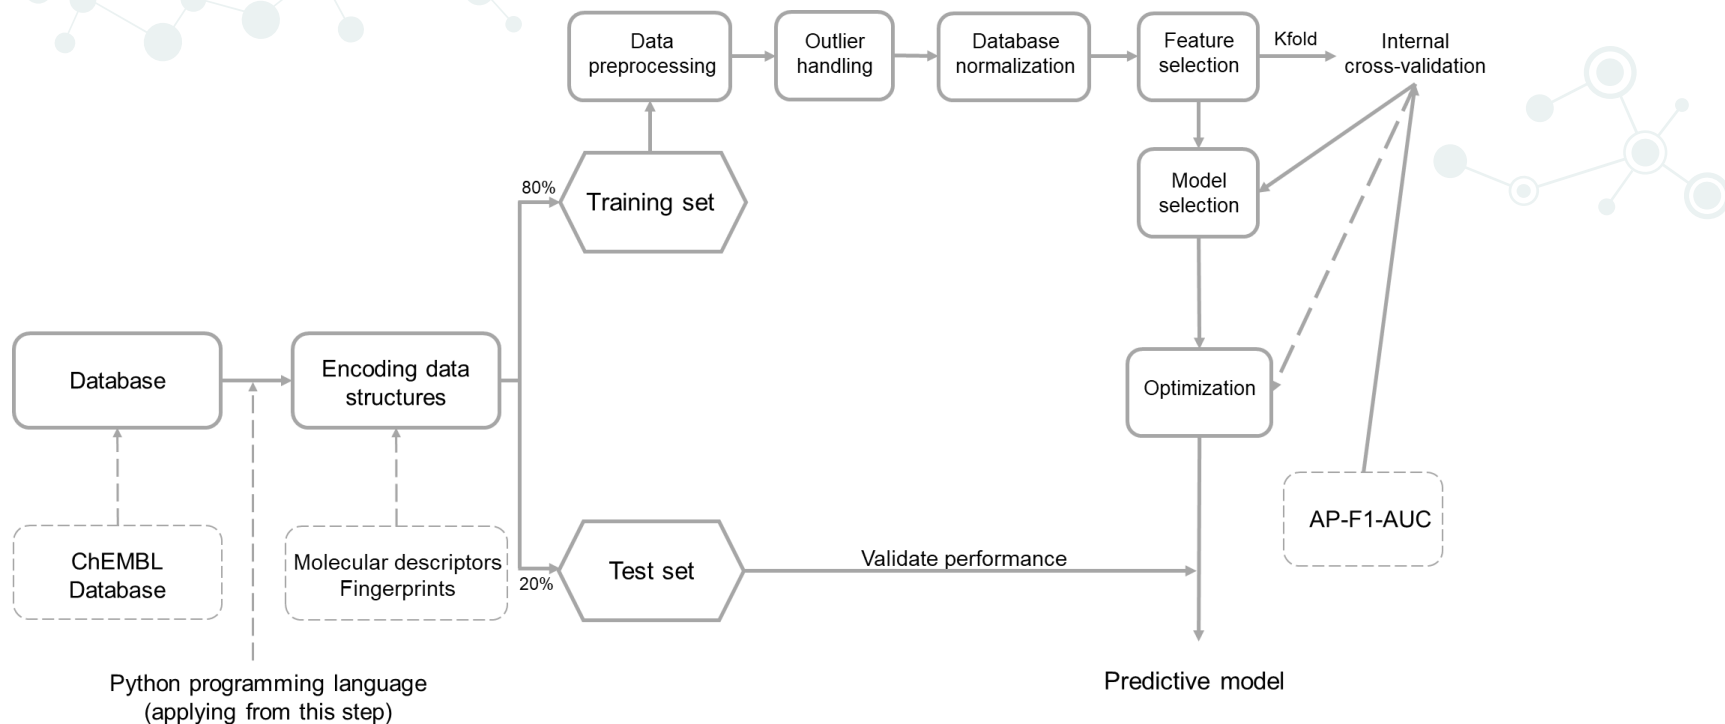 Data
preprocessing
Outlier
handling
Database
normalization
Feature
selection
Kfold
Internal
cross-validation
Model
selection
80%
Training set
Database
Encoding data
structures
Optimization
ChEMBL
Database
Molecular descriptors
Fingerprints
20%
Test set
Validate performance
AP-F1-AUC
Python programming language
(applying from this step)
Predictive model